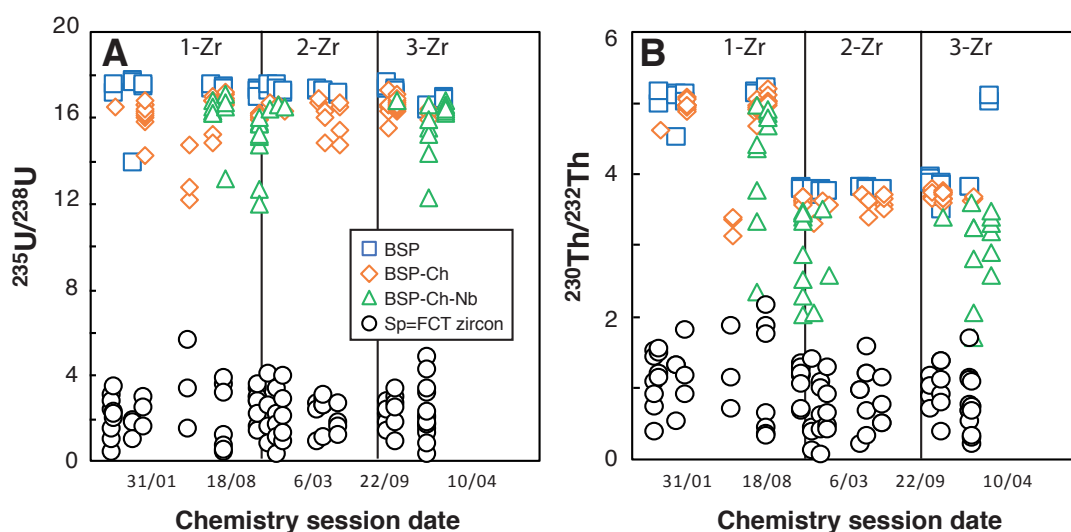 A 1-Zr 2-Zr 3-Zr
20
16
12
8
4
0
235U/238U
BSP
BSP-Ch
BSP-Ch-Nb
Sp=FCT zircon
31/01 18/08 6/03 22/09 10/04
Chemistry session date
B 1-Zr 2-Zr 3-Zr
6
4
2
0
230Th/232Th
31/01 18/08 6/03 22/09 10/04
Chemistry session date